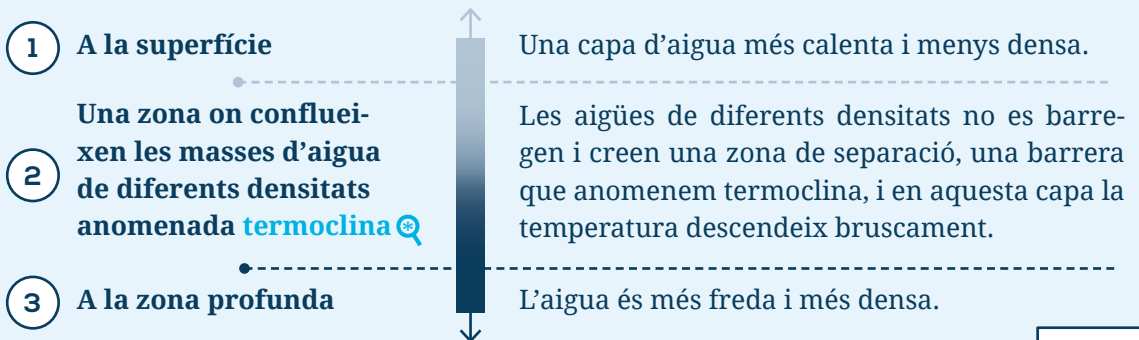 1 A la superfície
Una capa d’aigua més calenta i menys densa.
2 Una zona on confluei-
xen les masses d’aigua
de diferents densitats
anomenada termoclina
Les aigües de diferents densitats no es barre-
gen i creen una zona de separació, una barrera
que anomenem termoclina, i en aquesta capa la
temperatura descendeix bruscament.
3 A la zona profunda
L’aigua és més freda i més densa.